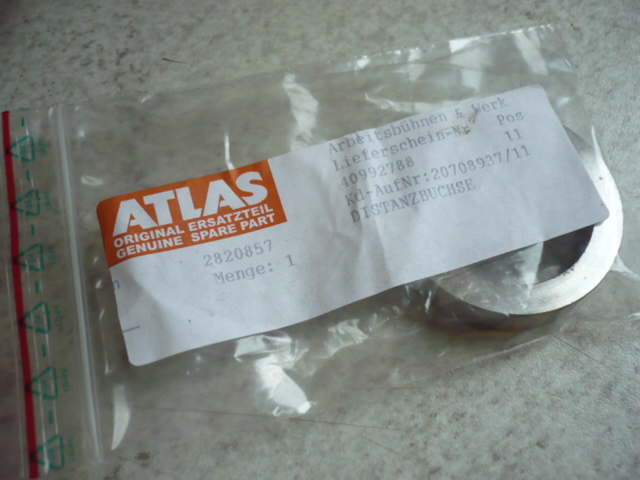 ATLAS
ORIGINAL ERSATZTEIL
GENUINE SPARE PART
2820857
Menge: 1
Arbeitsbühnen & Werk
Lieferschein-Nr Pos
40992788 11
Kd-AufNr:20708937/11
DISTANZBUCHSE